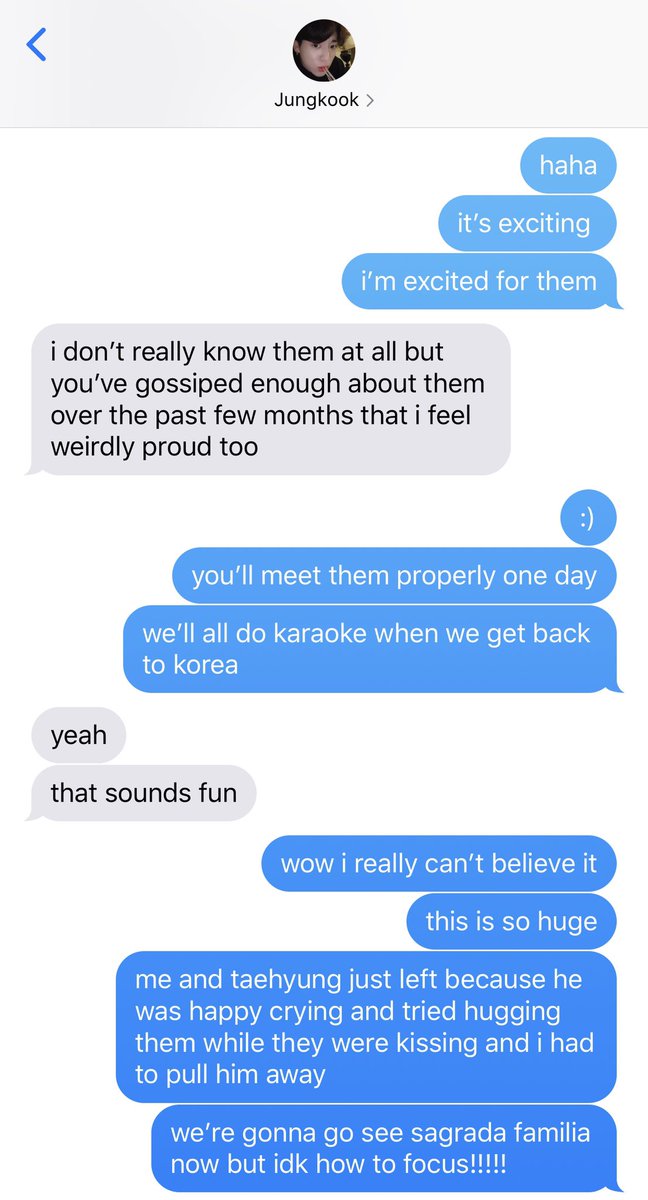 Jungkook
haha
it’s exciting
i’m excited for them
i don’t really know them at all but
you’ve gossiped enough about them
over the past few months that i feel
weirdly proud too
:)
you’ll meet them properly one day
we’ll all do karaoke when we get back
to korea
yeah
that sounds fun
wow i really can’t believe it
this is so huge
me and taehyung just left because he
was happy crying and tried hugging
them while they were kissing and i had
to pull him away
we’re gonna go see sagrada familia
now but idk how to focus!!!!!